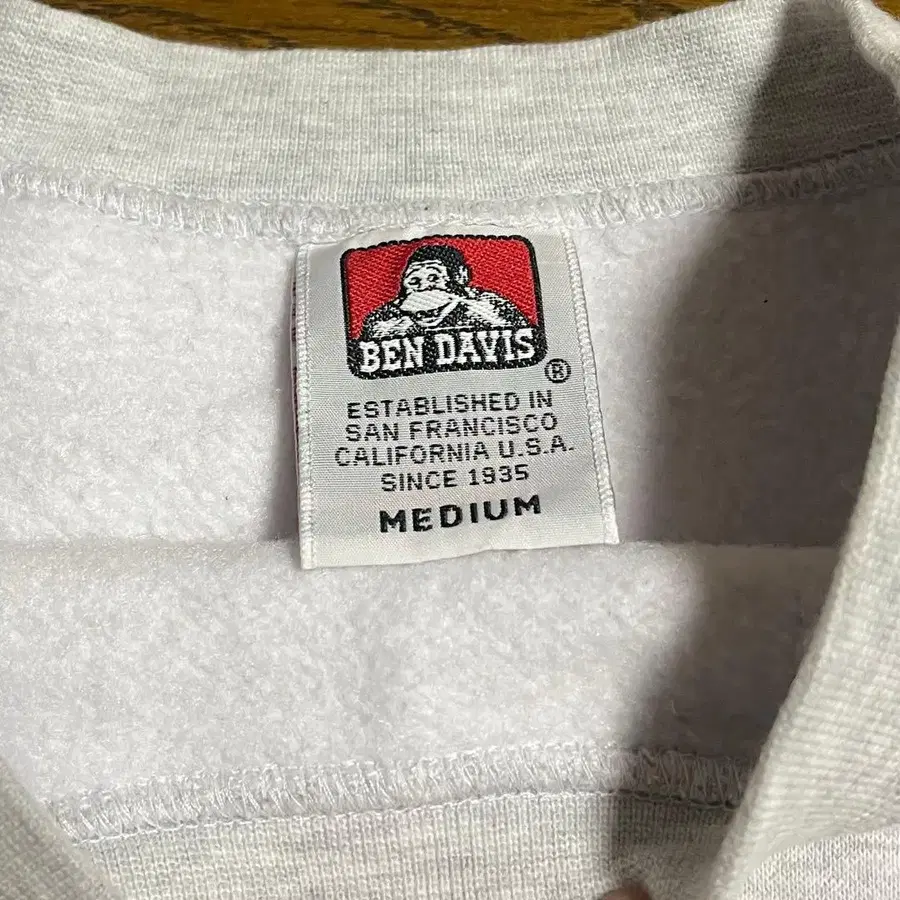 BEN DAVIS
®
ESTABLISHED IN
SAN FRANCISCO
CALIFORNIA U.S.A.
SINCE 1935
MEDIUM